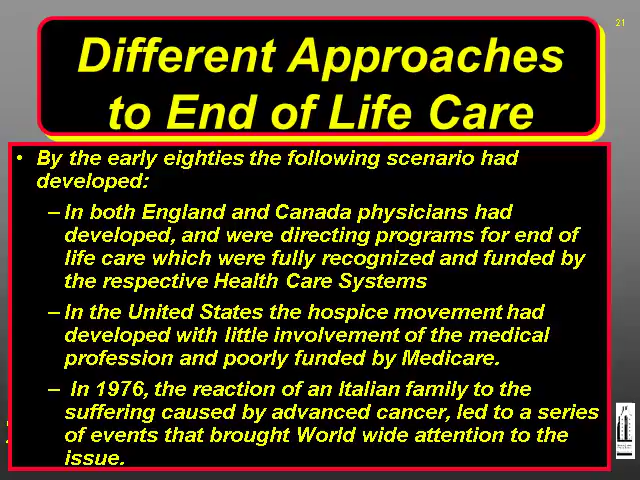 21
Different Approaches
to End of Life Care
• By the early eighties the following scenario had
developed:
– In both England and Canada physicians had
developed, and were directing programs for end of
life care which were fully recognized and funded by
the respective Health Care Systems
– In the United States the hospice movement had
developed with little involvement of the medical
profession and poorly funded by Medicare.
– In 1976, the reaction of an Italian family to the
suffering caused by advanced cancer, led to a series
of events that brought World wide attention to the
issue.